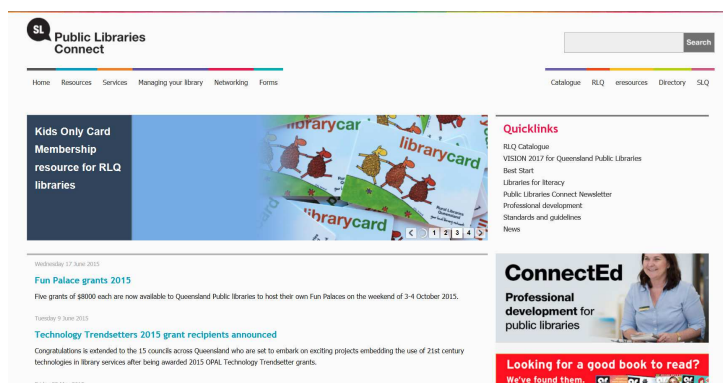 SL
Public Libraries
Connect
Search
Home Resources Services Managing your library Networking Forms
Catalogue RLQ eresources Directory SLQ
Kids Only Card
Membership
resource for RLQ
libraries
librarycar
librarycard
Rural Libraries
Queensland
librarycard
1 2 3 4
Quicklinks
RLQ Catalogue
VISION 2017 for Queensland Public Libraries
Best Start
Libraries for literacy
Public Libraries Connect Newsletter
Professional development
Standards and guidelines
News
Wednesday 17 June 2015
Fun Palace grants 2015
Five grants of $8000 each are now available to Queensland Public libraries to host their own Fun Palaces on the weekend of 3-4 October 2015.
Tuesday 9 June 2015
Technology Trendsetters 2015 grant recipients announced
Congratulations is extended to the 15 councils across Queensland who are set to embark on exciting projects embedding the use of 21st century
technologies in library services after being awarded 2015 OPAL Technology Trendsetter grants.
ConnectEd
Professional
development for
public libraries
Looking for a good book to read?
We've found them.